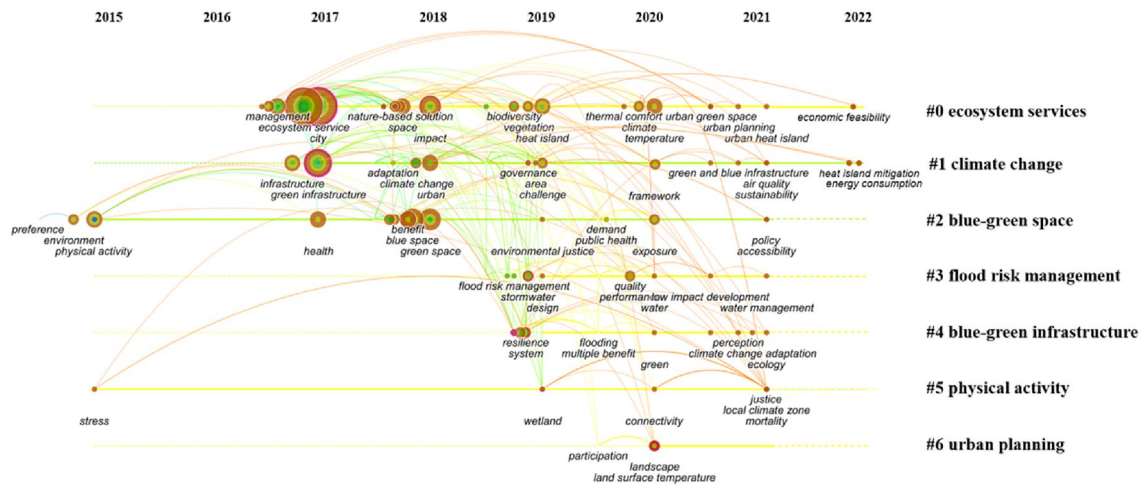 2015 2016 2017 2018 2019 2020 2021 2022
#0 ecosystem services
management nature-based solution biodiversity thermal comfort urban green space economic feasibility
ecosystem service space vegetation climate urban planning
city impact heat island temperature urban heat island
#1 climate change
adaptation governance green and blue infrastructure heat island mitigation
infrastructure climate change area air quality energy consumption
green infrastructure urban challenge framework sustainability
#2 blue-green space
preference benefit demand
environment blue space public health policy
physical activity health green space environmental justice exposure accessibility
#3 flood risk management
flood risk management quality
stormwater performance low impact development
design water water management
#4 blue-green infrastructure
resilience flooding perception
system multiple benefit climate change adaptation
green ecology
#5 physical activity
justice
local climate zone
stress wetland connectivity mortality
#6 urban planning
participation
landscape
land surface temperature